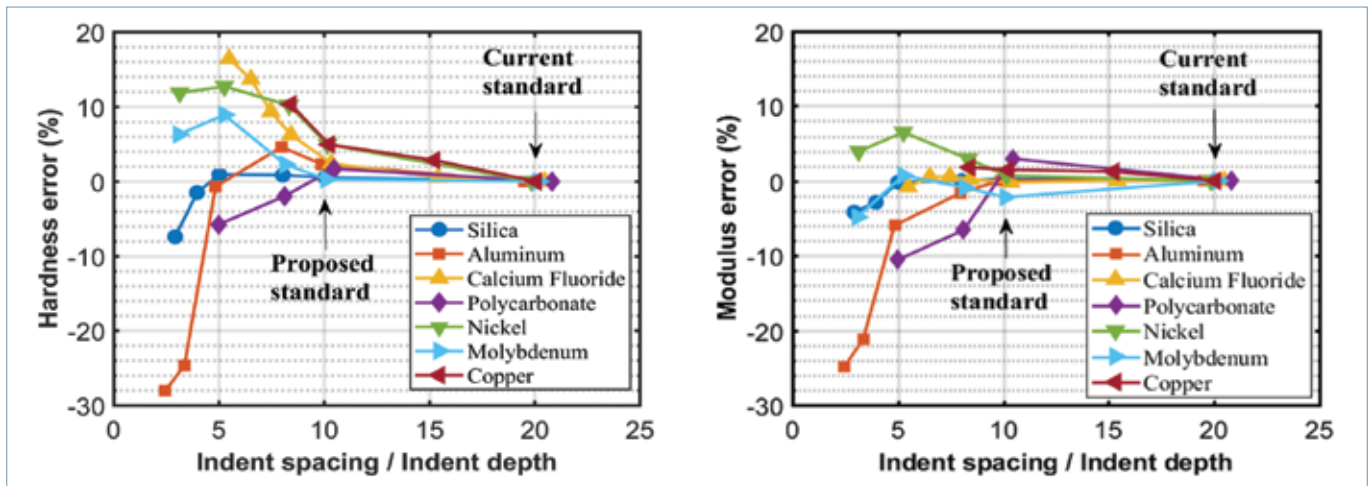 20
10
0
-10
-20
-30
Hardness error (%)
Current
standard
Proposed
standard
Silica
Aluminum
Calcium Fluoride
Polycarbonate
Nickel
Molybdenum
Copper
0 5 10 15 20 25
Indent spacing / Indent depth
20
10
0
-10
-20
-30
Modulus error (%)
Current
standard
Proposed
standard
Silica
Aluminum
Calcium Fluoride
Polycarbonate
Nickel
Molybdenum
Copper
0 5 10 15 20 25
Indent spacing / Indent depth